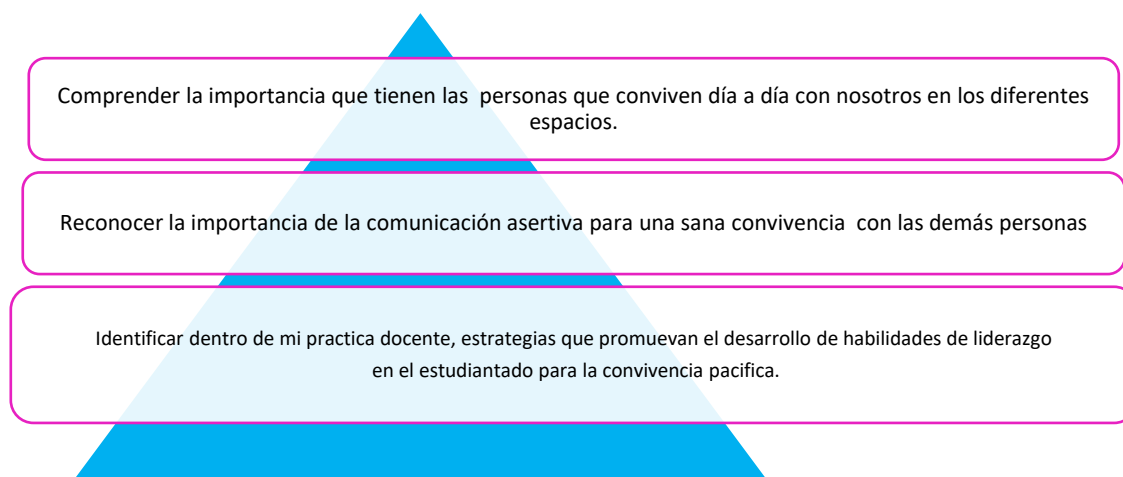 Comprender la importancia que tienen las  personas que conviven día a día con nosotros en los diferentes
espacios.
Reconocer la importancia de la comunicación asertiva para una sana convivencia  con las demás personas
Identificar dentro de mi practica docente, estrategias que promuevan el desarrollo de habilidades de liderazgo
en el estudiantado para la convivencia pacifica.